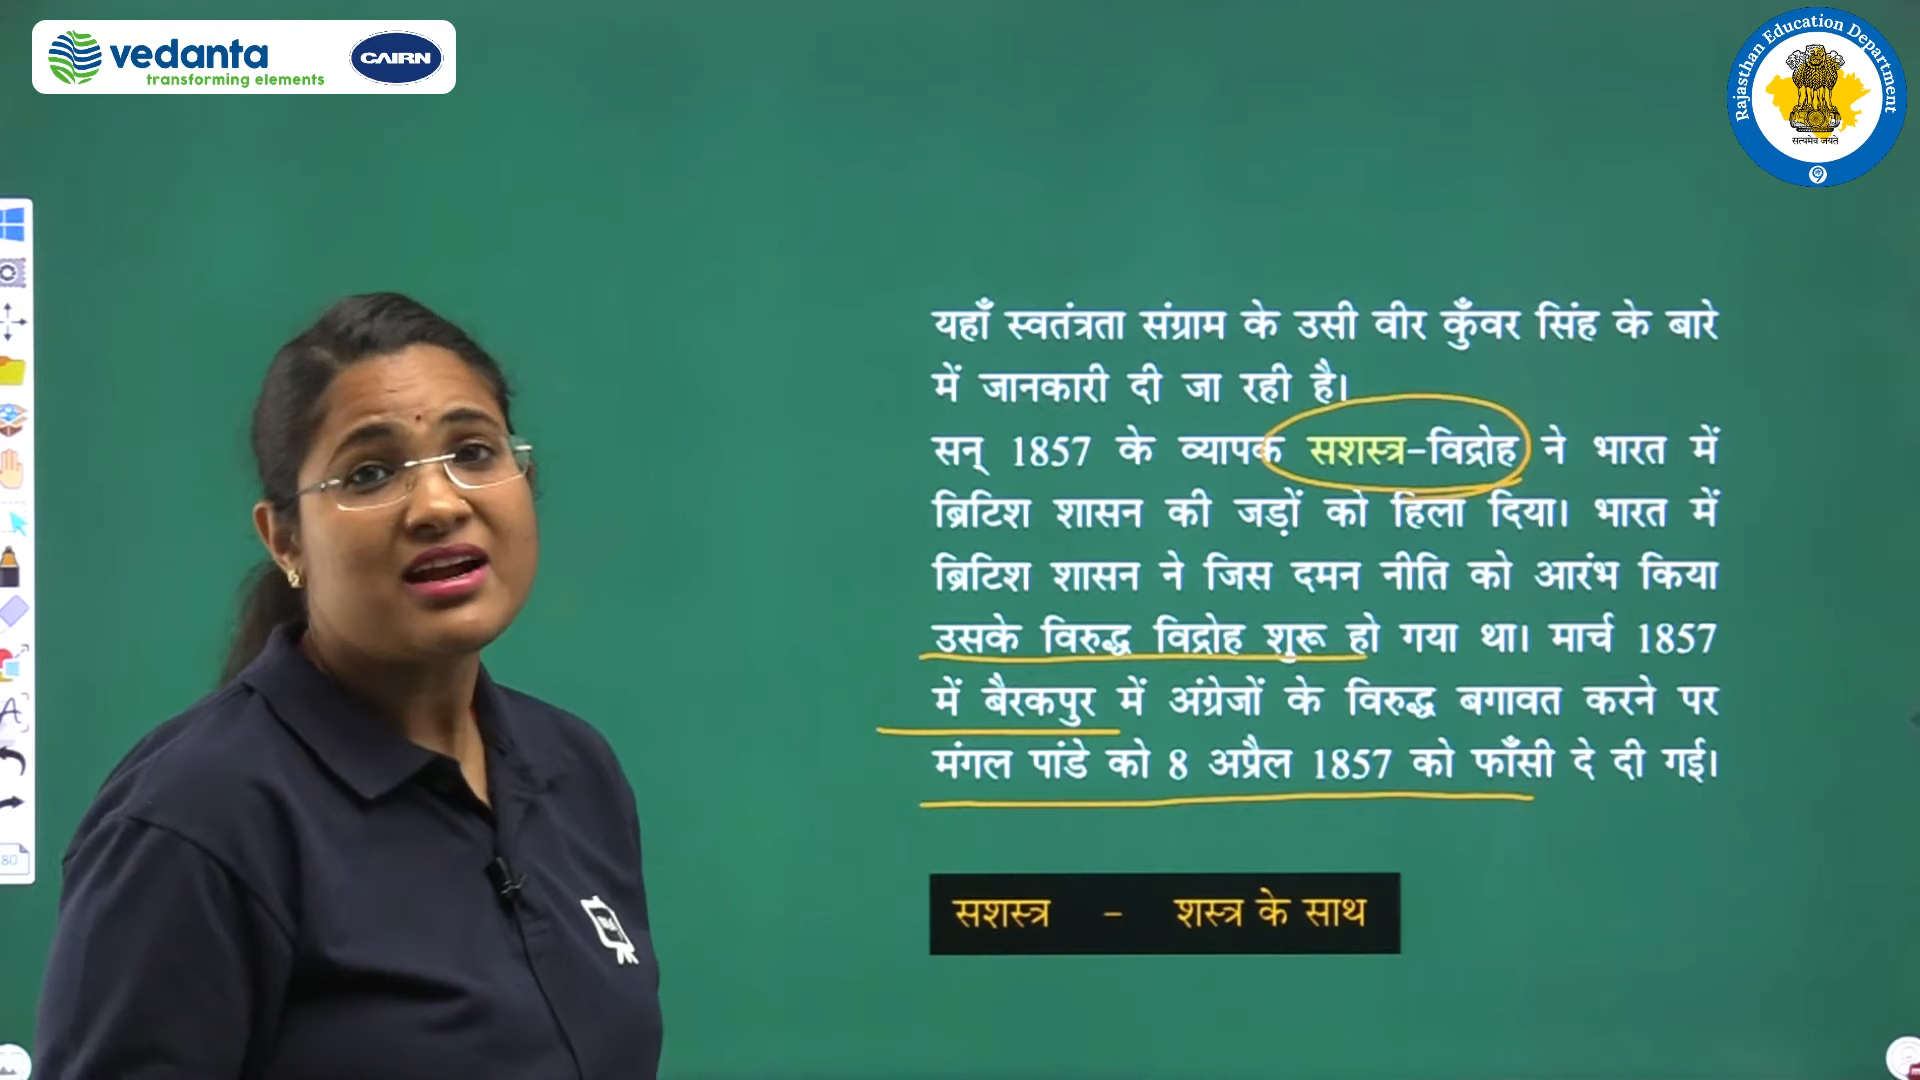 vedanta
transforming elements
CAIRN
Rajasthan Education Department
सत्यमेव जयते
यहाँ स्वतंत्रता संग्राम के उसी वीर कुँवर सिंह के बारे
में जानकारी दी जा रही है।
सन् 1857 के व्यापक सशस्त्र-विद्रोह ने भारत में
ब्रिटिश शासन की जड़ों को हिला दिया। भारत में
ब्रिटिश शासन ने जिस दमन नीति को आरंभ किया
उसके विरुद्ध विद्रोह शुरू हो गया था। मार्च 1857
में बैरकपुर में अंग्रेजों के विरुद्ध बगावत करने पर
मंगल पांडे को 8 अप्रैल 1857 को फाँसी दे दी गई।
सशस्त्र - शस्त्र के साथ
80